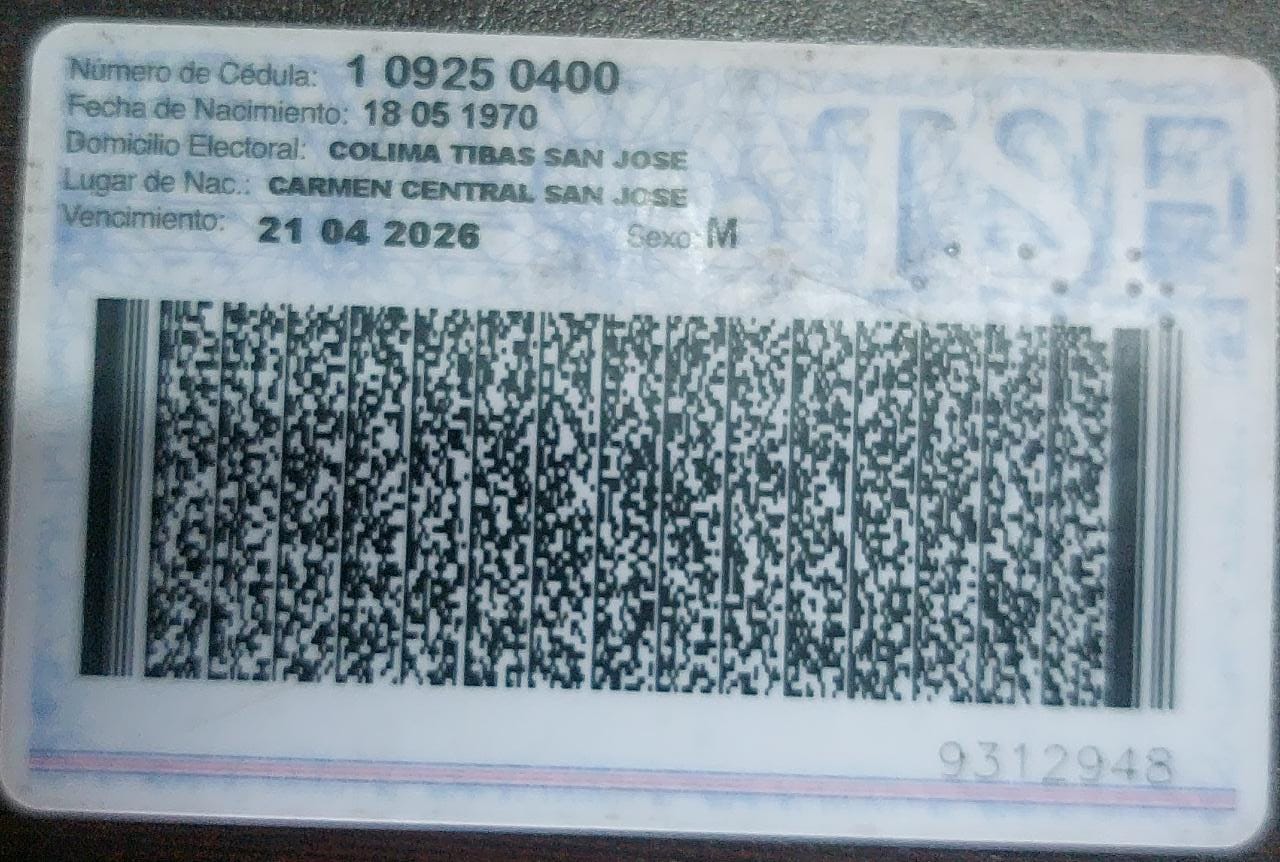 Número de Cédula: 1 0925 0400
Fecha de Nacimiento: 18 05 1970
Domicilio Electoral: COLIMA TIBAS SAN JOSE
Lugar de Nac.: CARMEN CENTRAL SAN JOSE
Vencimiento: 21 04 2026 Sexo: M
TSE
9312948